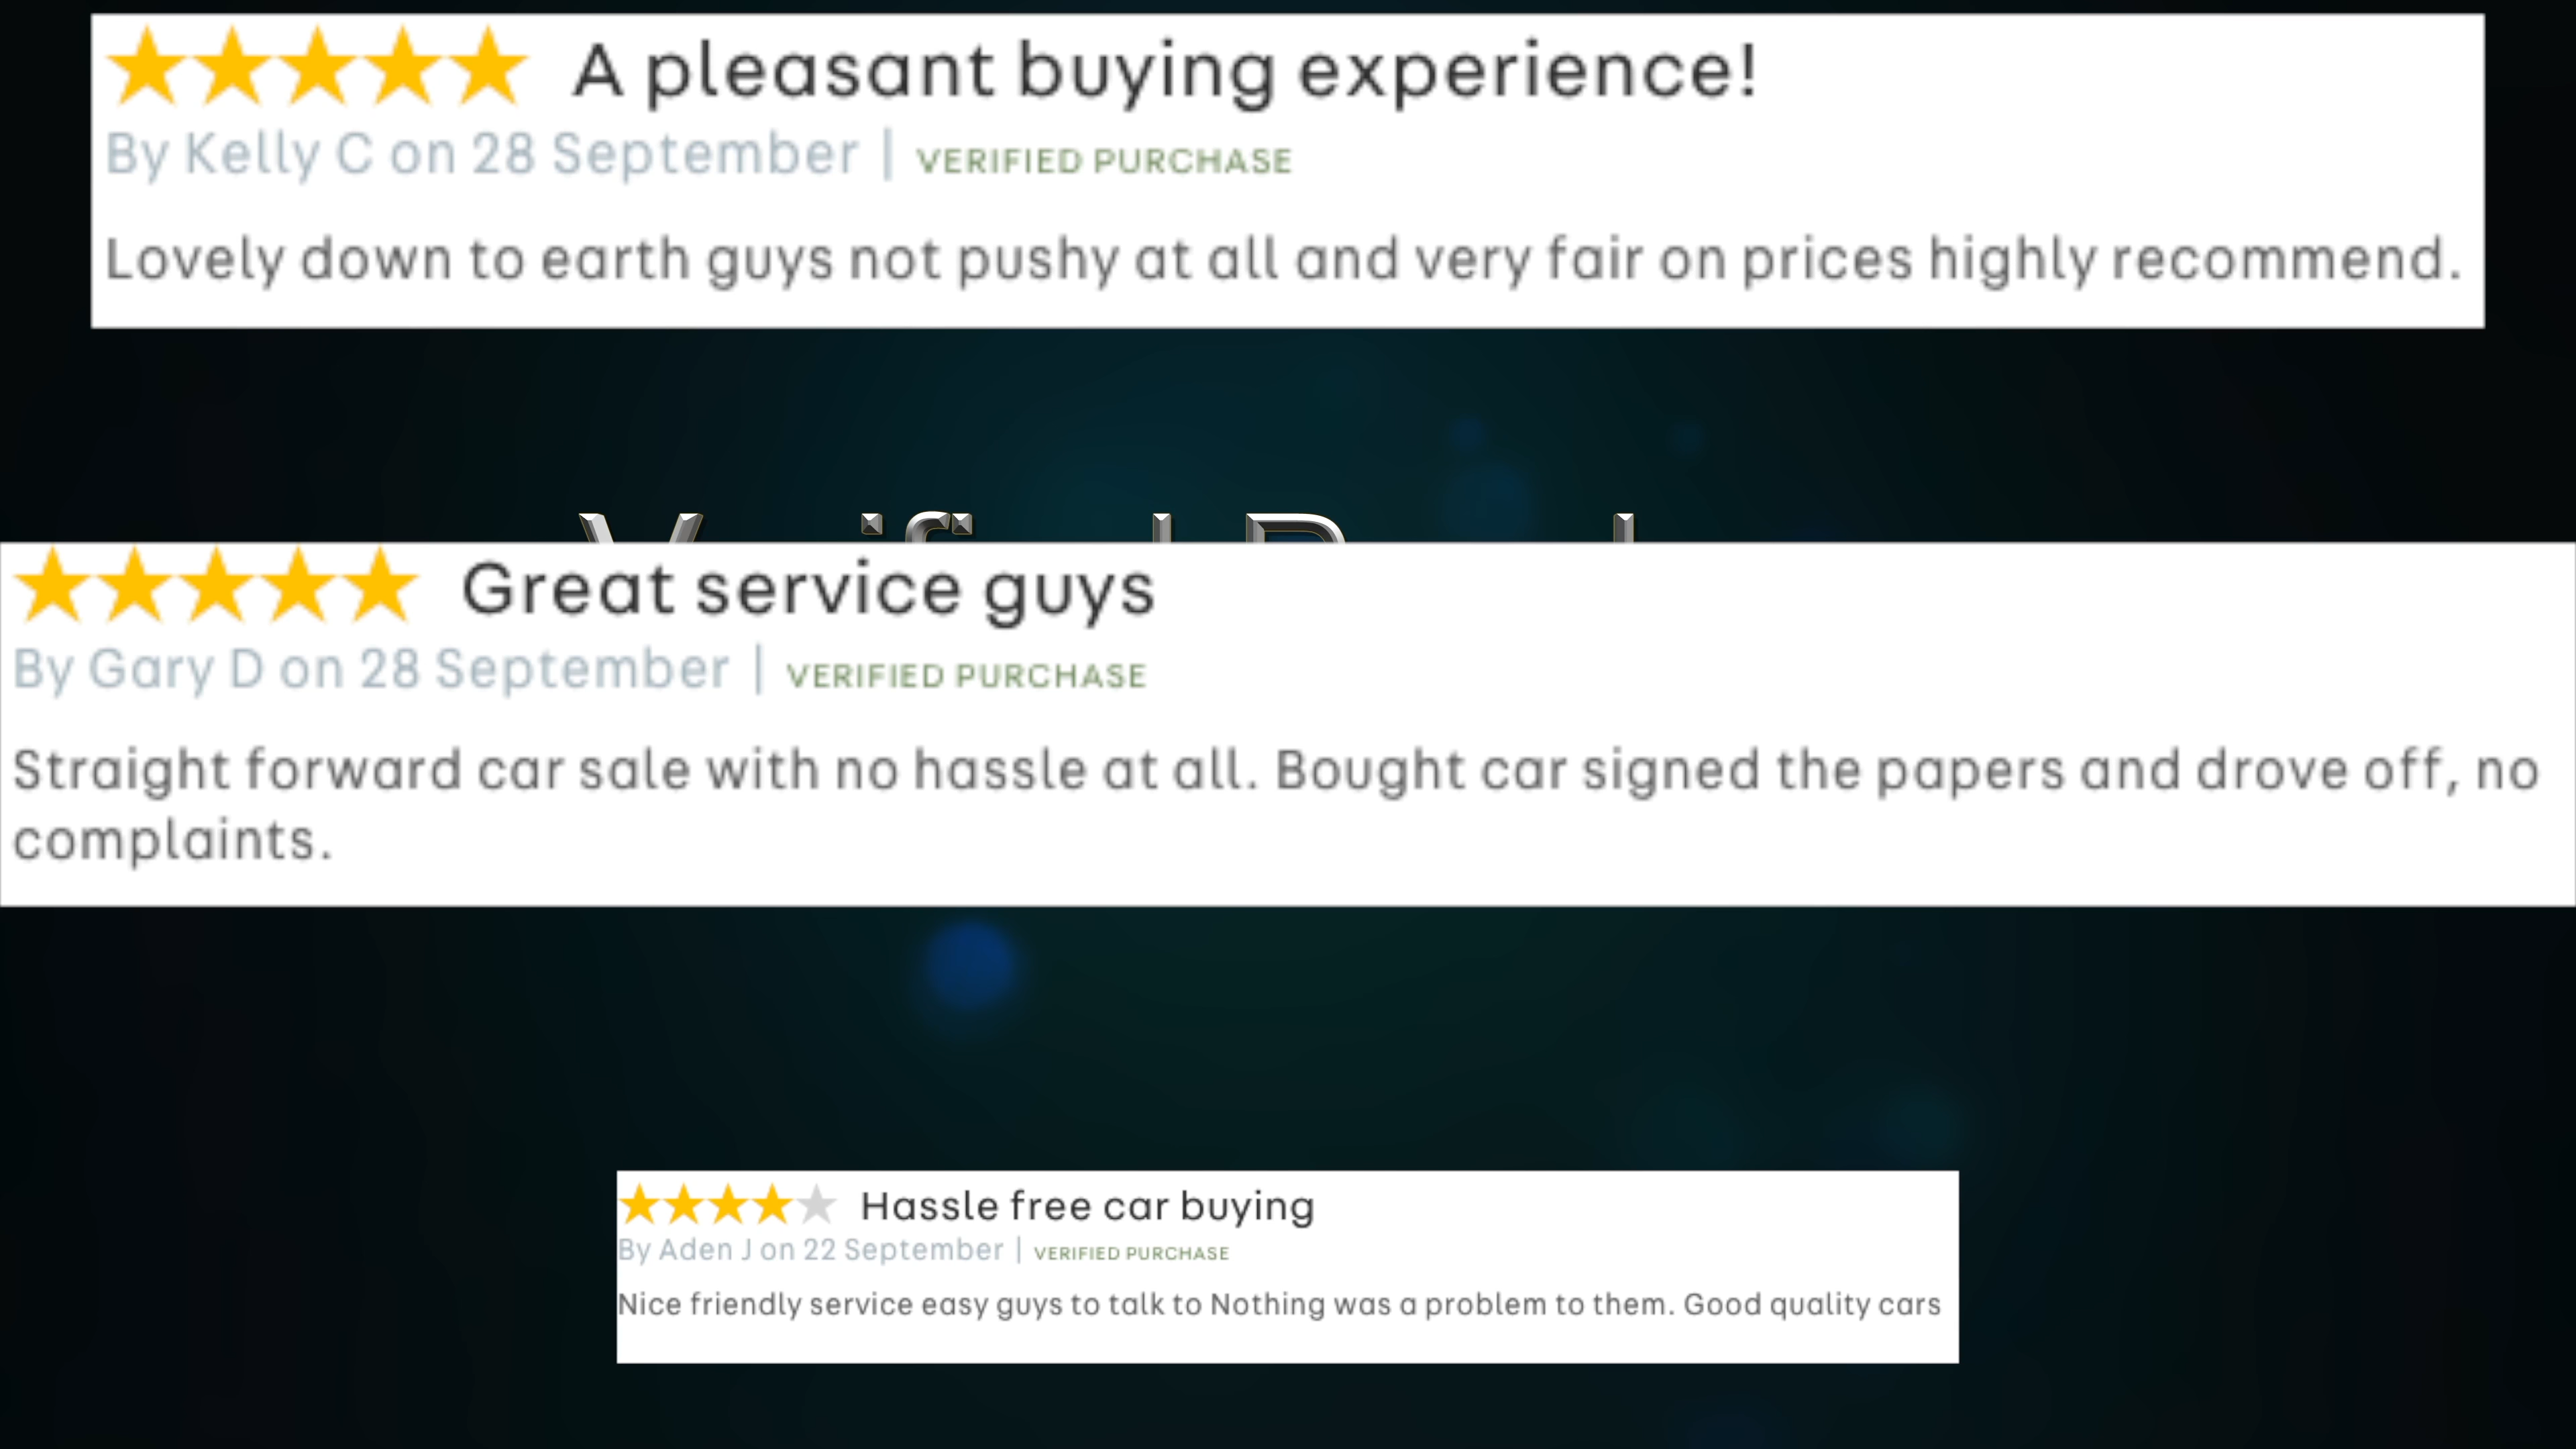 A pleasant buying experience!
By Kelly C on 28 September | VERIFIED PURCHASE
Lovely down to earth guys not pushy at all and very fair on prices highly recommend.
Great service guys
By Gary D on 28 September | VERIFIED PURCHASE
Straight forward car sale with no hassle at all. Bought car signed the papers and drove off, no
complaints.
Hassle free car buying
By Aden J on 22 September | VERIFIED PURCHASE
Nice friendly service easy guys to talk to Nothing was a problem to them. Good quality cars